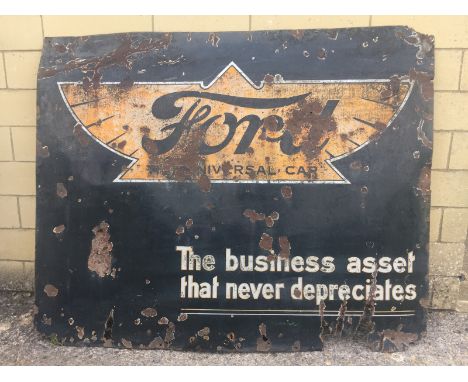 Ford
THE UNIVERSAL CAR
The business asset
that never depreciates